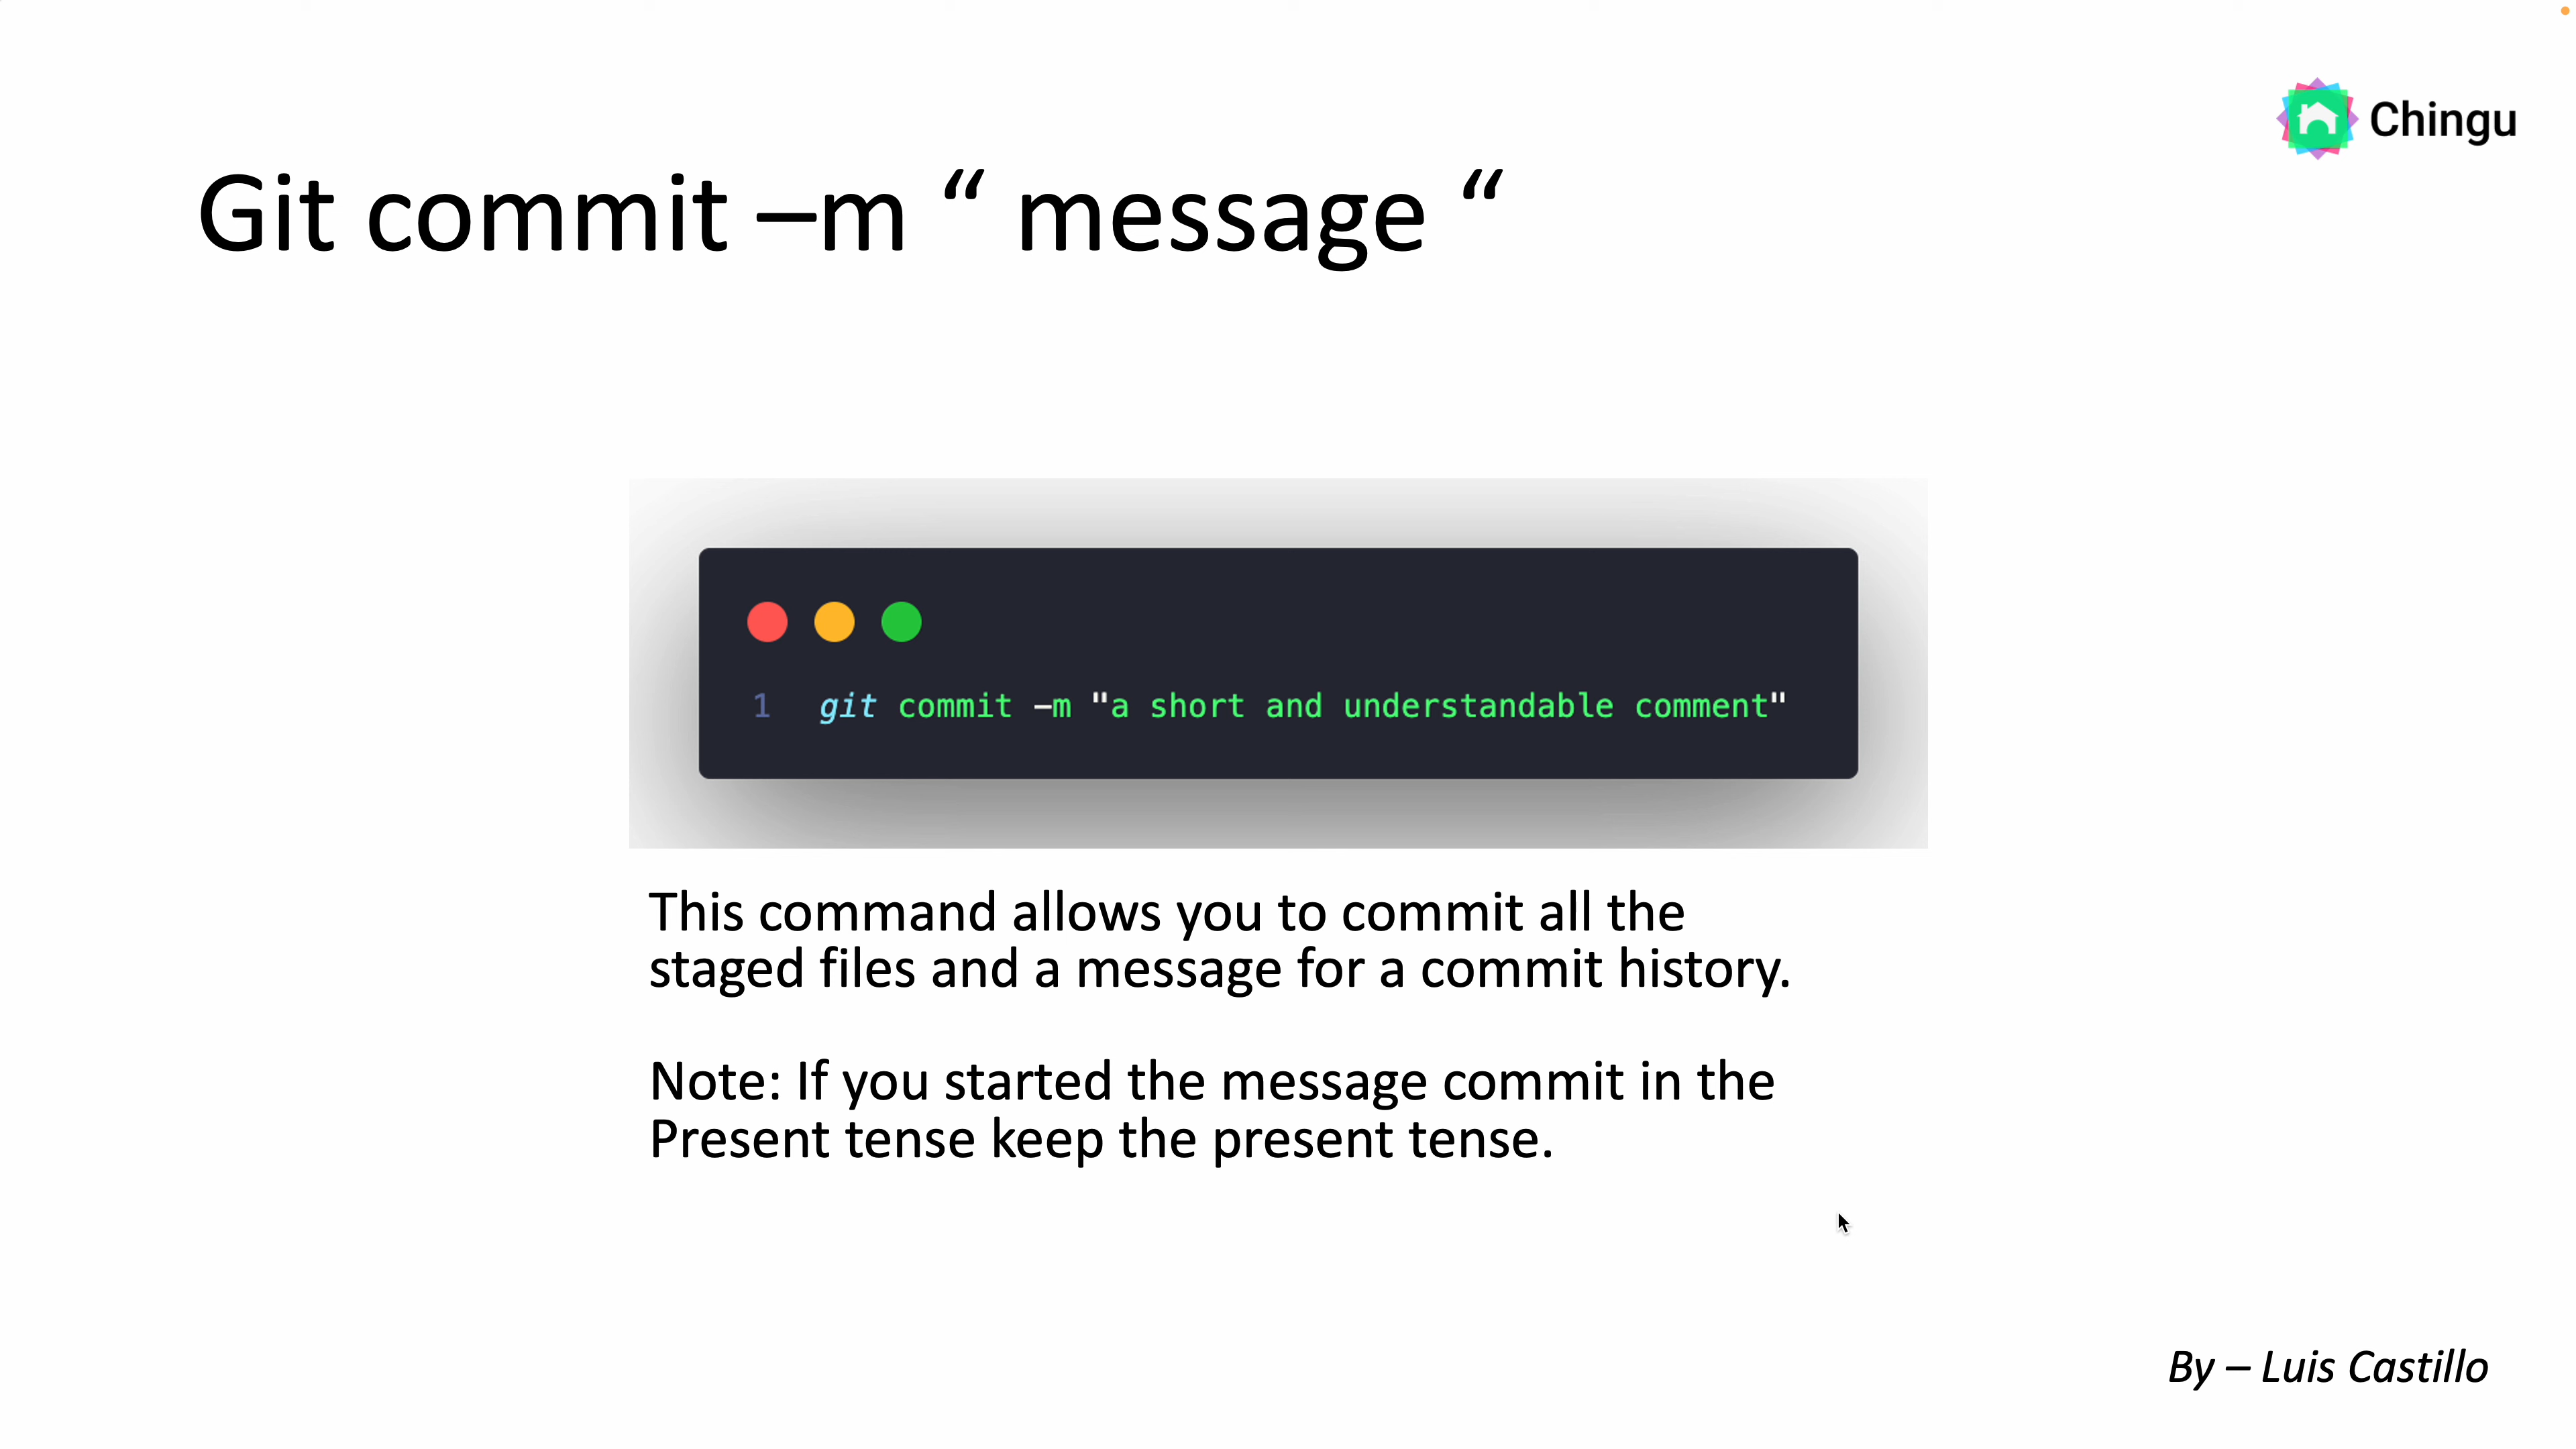 Chingu
Git commit –m “ message “
1 git commit –m "a short and understandable comment"
This command allows you to commit all the
staged files and a message for a commit history.
Note: If you started the message commit in the
Present tense keep the present tense.
By – Luis Castillo